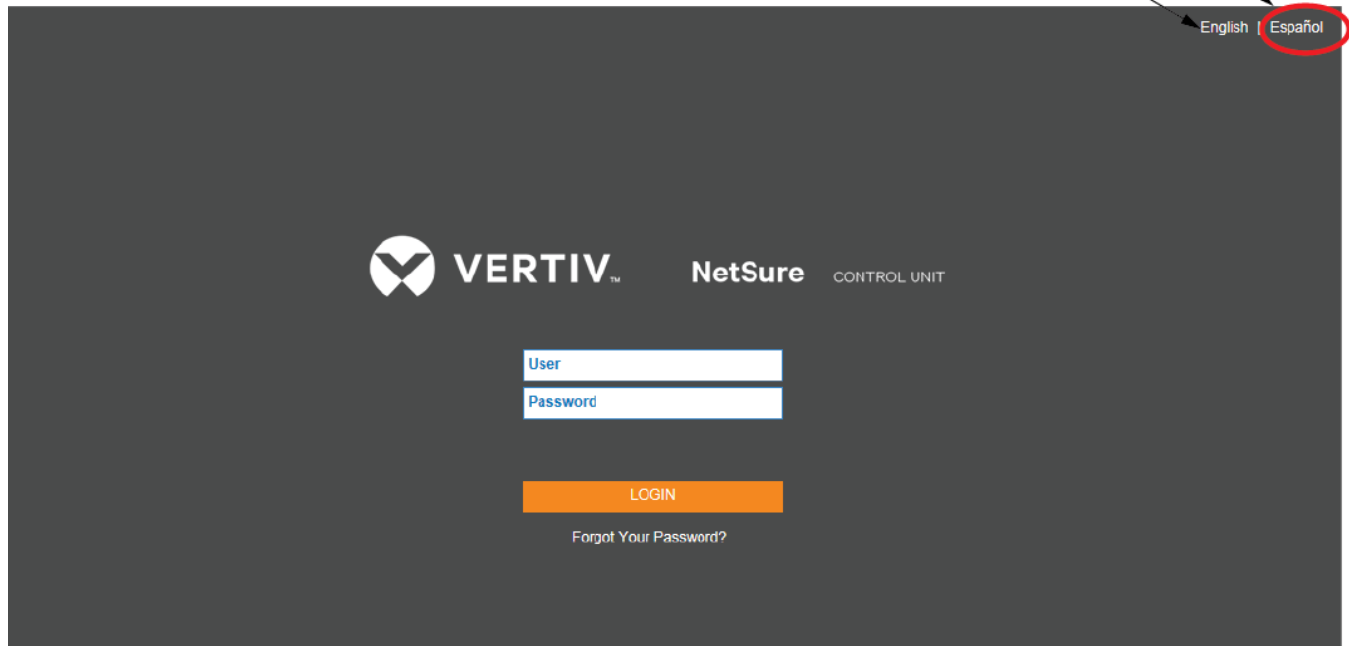 English | Español
VERTIV™ NetSure CONTROL UNIT
User
Password
LOGIN
Forgot Your Password?